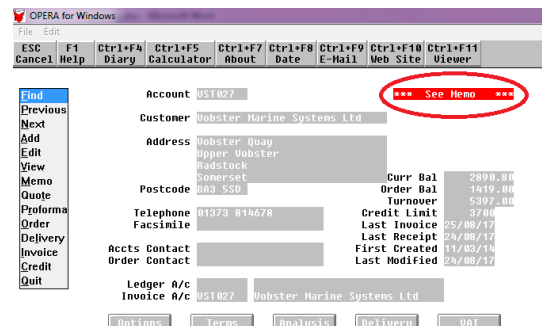 OPERA for Windows
File Edit
ESC F1 Ctrl+F4 Ctrl+F5 Ctrl+F7 Ctrl+F8 Ctrl+F9 Ctrl+F10 Ctrl+F11
Cancel Help Diary Calculator About Date E-Mail Web Site Viewer
Find
Previous
Next
Add
Edit
View
Memo
Quote
Proforma
Order
Delivery
Invoice
Credit
Quit
Account VST027
*** See Memo ***
Customer Vobster Marine Systems Ltd
Address Vobster Quay
Upper Vobster
Radstock
Somerset
Postcode BA3 5SD
Telephone 01373 814678
Facsimile
Accts Contact
Order Contact
Curr Bal 2890.80
Order Bal 1419.00
Turnover 5397.00
Credit Limit 3700
Last Invoice 25/08/17
Last Receipt 24/08/17
First Created 11/03/14
Last Modified 24/08/17
Ledger A/c
Invoice A/c VST027 Vobster Marine Systems Ltd
Options Terms Analysis Delivery VAT